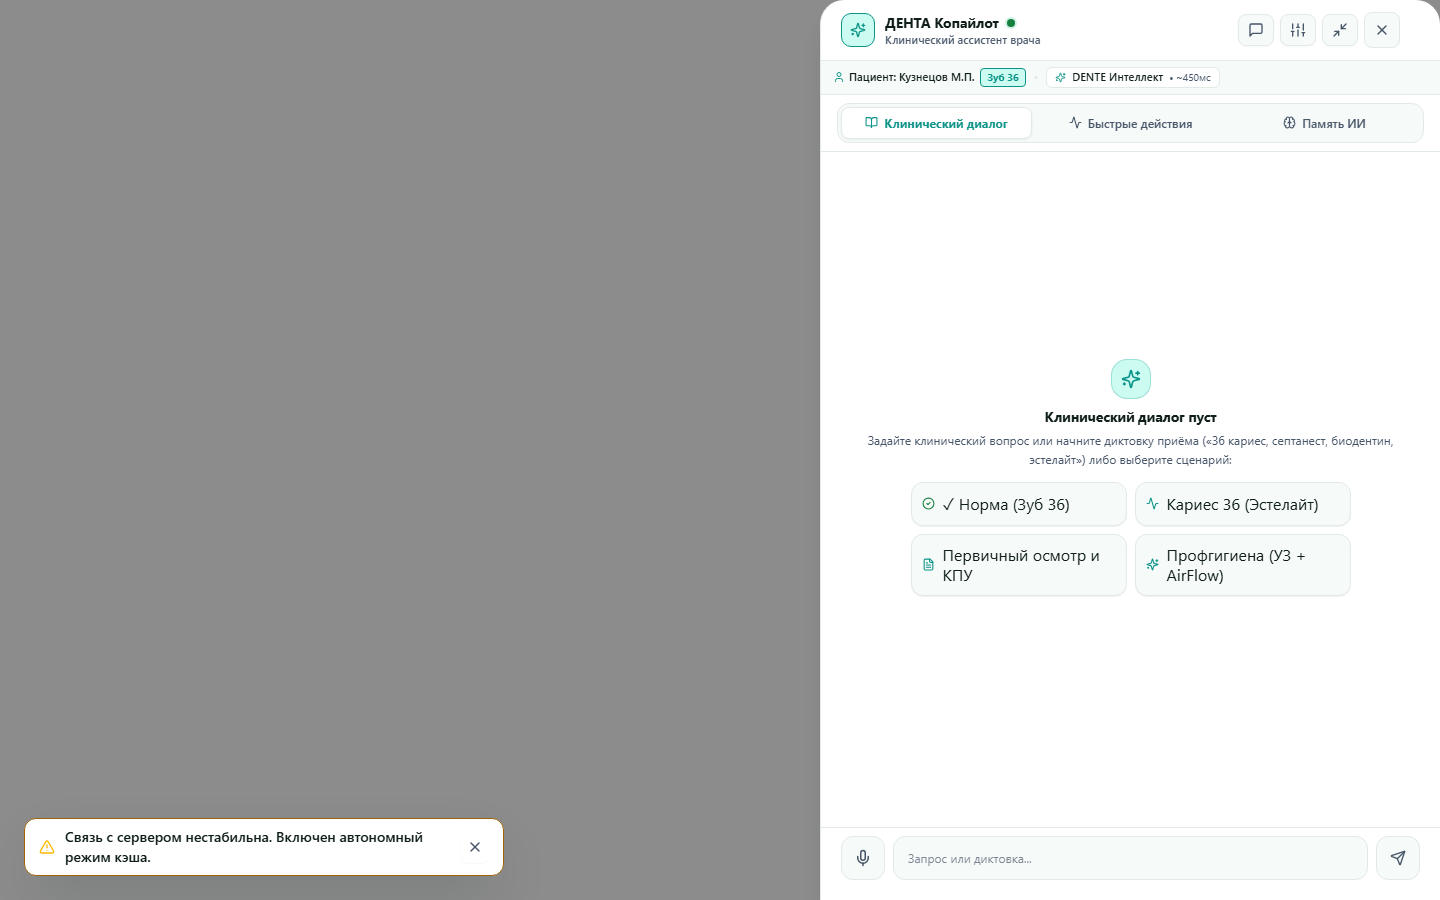 ДЕНТА Копайлот
Клинический ассистент врача
Пациент: Кузнецов М.П.
Зуб 36
DENTE Интеллект • ~450мс
Клинический диалог
Быстрые действия
Память ИИ
Клинический диалог пуст
Задайте клинический вопрос или начните диктовку приёма («36 кариес, септанест, биодентин,
эстелайт») либо выберите сценарий:
✓ Норма (Зуб 36)
Кариес 36 (Эстелайт)
Первичный осмотр и
КПУ
Профгигиена (УЗ +
AirFlow)
Связь с сервером нестабильна. Включен автономный
режим кэша.
Запрос или диктовка...